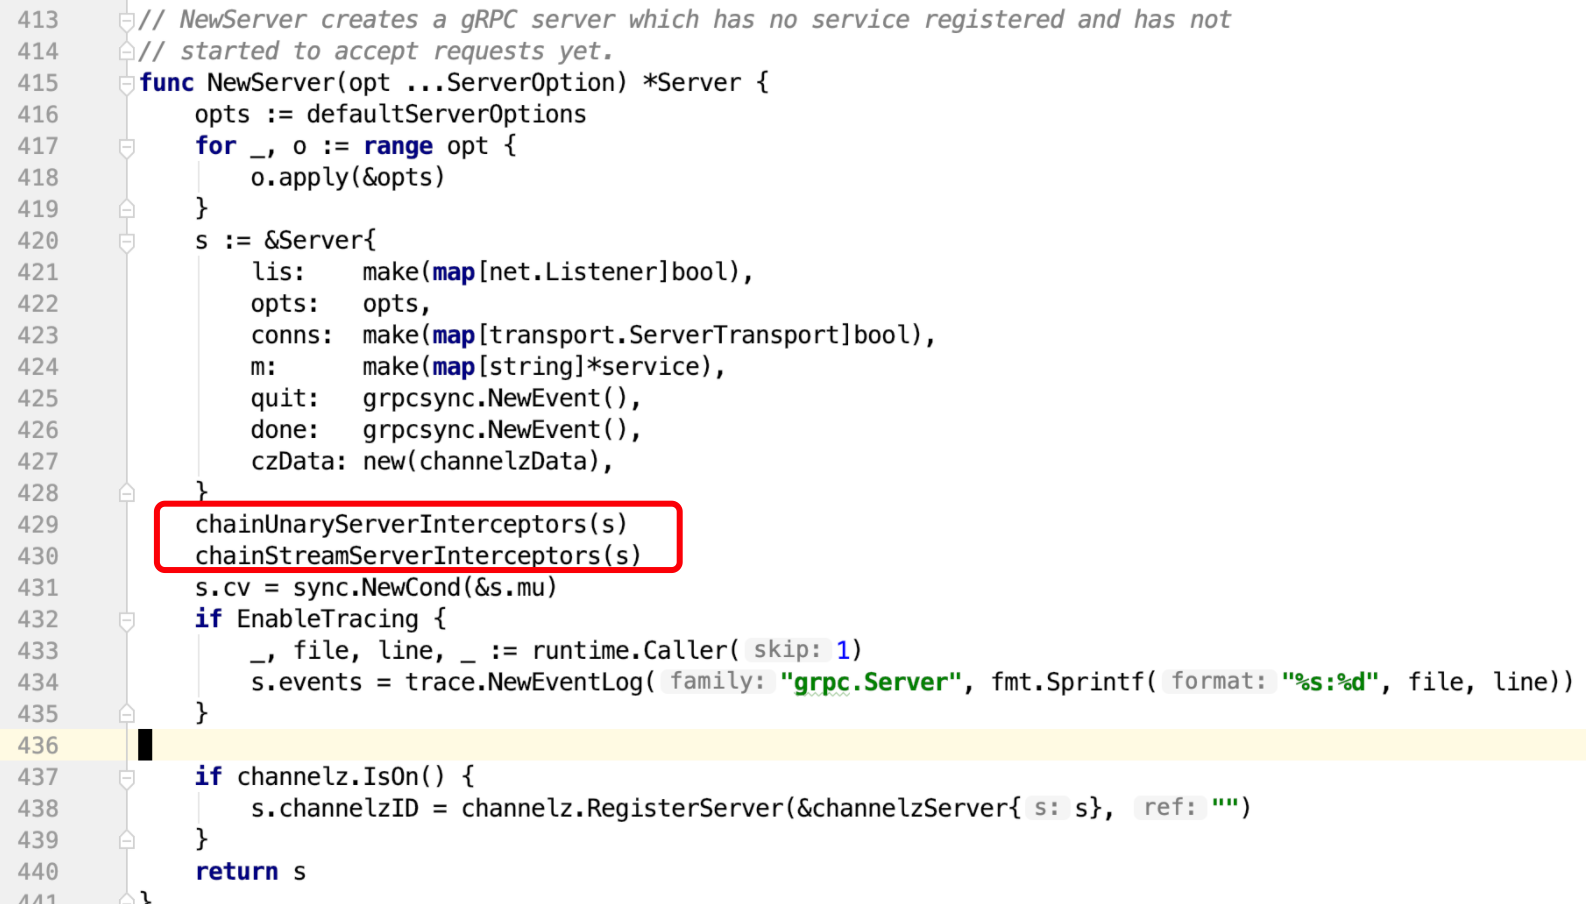 413 // NewServer creates a gRPC server which has no service registered and has not
414 // started to accept requests yet.
415 func NewServer(opt ...ServerOption) *Server {
416     opts := defaultServerOptions
417     for _, o := range opt {
418         o.apply(&opts)
419     }
420     s := &Server{
421         lis:    make(map[net.Listener]bool),
422         opts:   opts,
423         conns:  make(map[transport.ServerTransport]bool),
424         m:      make(map[string]*service),
425         quit:   grpcsync.NewEvent(),
426         done:   grpcsync.NewEvent(),
427         czData: new(channelzData),
428     }
429     chainUnaryServerInterceptors(s)
430     chainStreamServerInterceptors(s)
431     s.cv = sync.NewCond(&s.mu)
432     if EnableTracing {
433         _, file, line, _ := runtime.Caller( skip: 1)
434         s.events = trace.NewEventLog( family: "grpc.Server", fmt.Sprintf( format: "%s:%d", file, line))
435     }
436
437     if channelz.IsOn() {
438         s.channelzID = channelz.RegisterServer(&channelzServer{ s: s}, ref: "")
439     }
440     return s
441 }